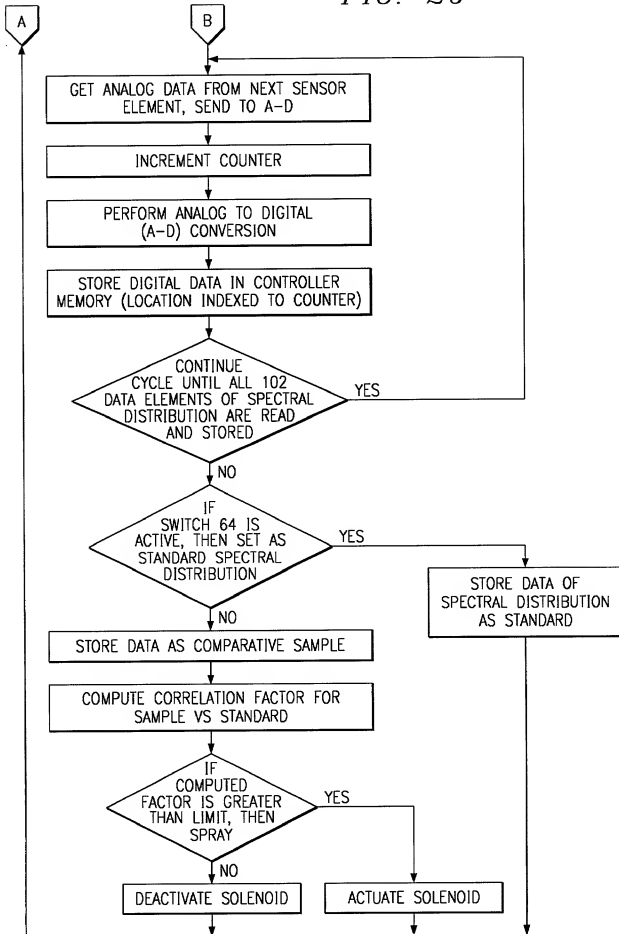 A
B
GET ANALOG DATA FROM NEXT SENSOR
ELEMENT, SEND TO A-D
INCREMENT COUNTER
PERFORM ANALOG TO DIGITAL
(A-D) CONVERSION
STORE DIGITAL DATA IN CONTROLLER
MEMORY (LOCATION INDEXED TO COUNTER)
CONTINUE
CYCLE UNTIL ALL 102
DATA ELEMENTS OF SPECTRAL
DISTRIBUTION ARE READ
AND STORED
YES
NO
IF
SWITCH 64 IS
ACTIVE, THEN SET AS
STANDARD SPECTRAL
DISTRIBUTION
YES
STORE DATA OF
SPECTRAL DISTRIBUTION
AS STANDARD
NO
STORE DATA AS COMPARATIVE SAMPLE
COMPUTE CORRELATION FACTOR FOR
SAMPLE VS STANDARD
IF
COMPUTED
FACTOR IS GREATER
THAN LIMIT, THEN
SPRAY
YES
NO
DEACTIVATE SOLENOID
ACTUATE SOLENOID